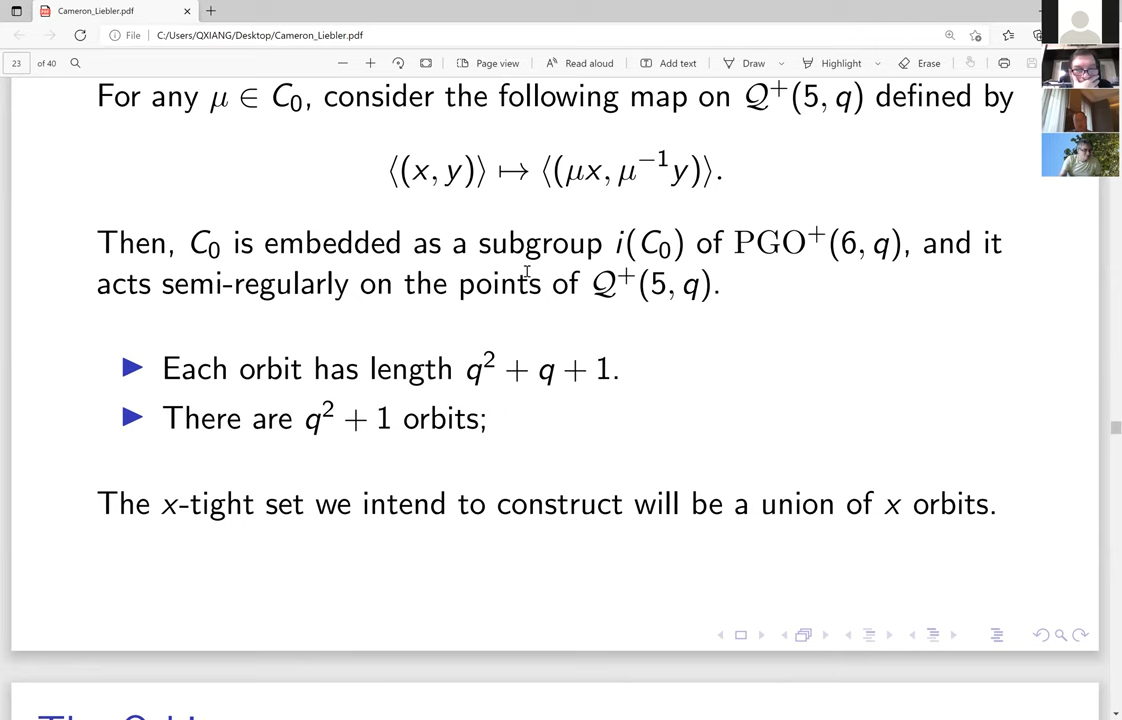 Cameron_Liebler.pdf
File C:/Users/QXIANG/Desktop/Cameron_Liebler.pdf
23 of 40 Page view Read aloud Add text Draw Highlight Erase
For any μ ∈ C₀, consider the following map on 𝒬⁺(5, q) defined by
⟨(x, y)⟩ ↦ ⟨(μx, μ⁻¹y)⟩.
Then, C₀ is embedded as a subgroup i(C₀) of PGO⁺(6, q), and it
acts semi-regularly on the points of 𝒬⁺(5, q).
▶ Each orbit has length q² + q + 1.
▶ There are q² + 1 orbits;
The x-tight set we intend to construct will be a union of x orbits.